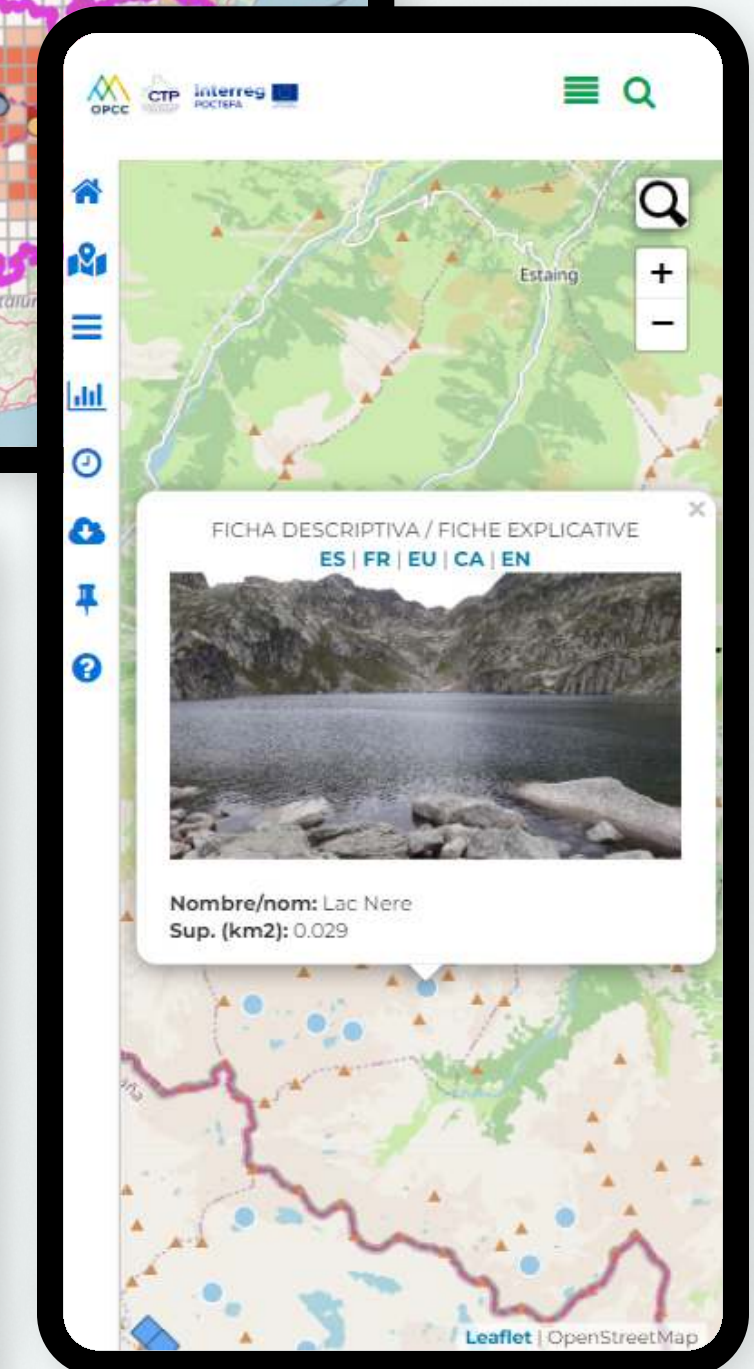 OPCC
CTP
Interreg
POCTEFA
Estaing
+
−
×
FICHA DESCRIPTIVA / FICHE EXPLICATIVE
ES | FR | EU | CA | EN
Nombre/nom: Lac Nere
Sup. (km2): 0.029
Leaflet | OpenStreetMap